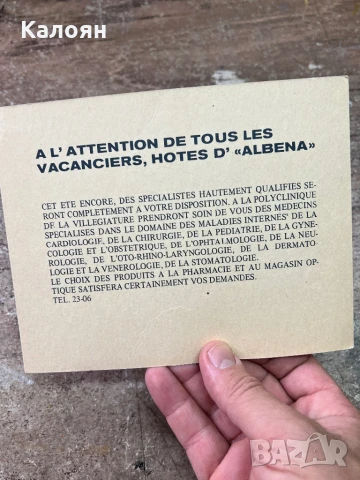 Калоян
A L'ATTENTION DE TOUS LES
VACANCIERS, HOTES D' «ALBENA»
CET ETE ENCORE, DES SPECIALISTES HAUTEMENT QUALIFIES SE-
RONT COMPLETEMENT A VOTRE DISPOSITION. A LA POLYCLINIQUE
DE LA VILLEGIATURE PRENDRONT SOIN DE VOUS DES MEDECINS
SPECIALISES DANS LE DOMAINE DES MALADIES INTERNES' DE LA
CARDIOLOGIE, DE LA CHIRURGIE, DE LA PEDIATRIE, DE LA GYNE-
COLOGIE ET L'OBSTETRIQUE, DE L'OPHTALMOLOGIE, DE LA NEU-
ROLOGIE, DE L'OTO-RHINO-LARYNGOLOGIE, DE LA DERMATO-
LOGIE ET LA VENEROLOGIE, DE LA STOMATOLOGIE.
LE CHOIX DES PRODUITS A LA PHARMACIE ET AU MAGASIN OP-
TIQUE SATISFERA CERTAINEMENT VOS DEMANDES.
TEL. 23-06
BAZAR